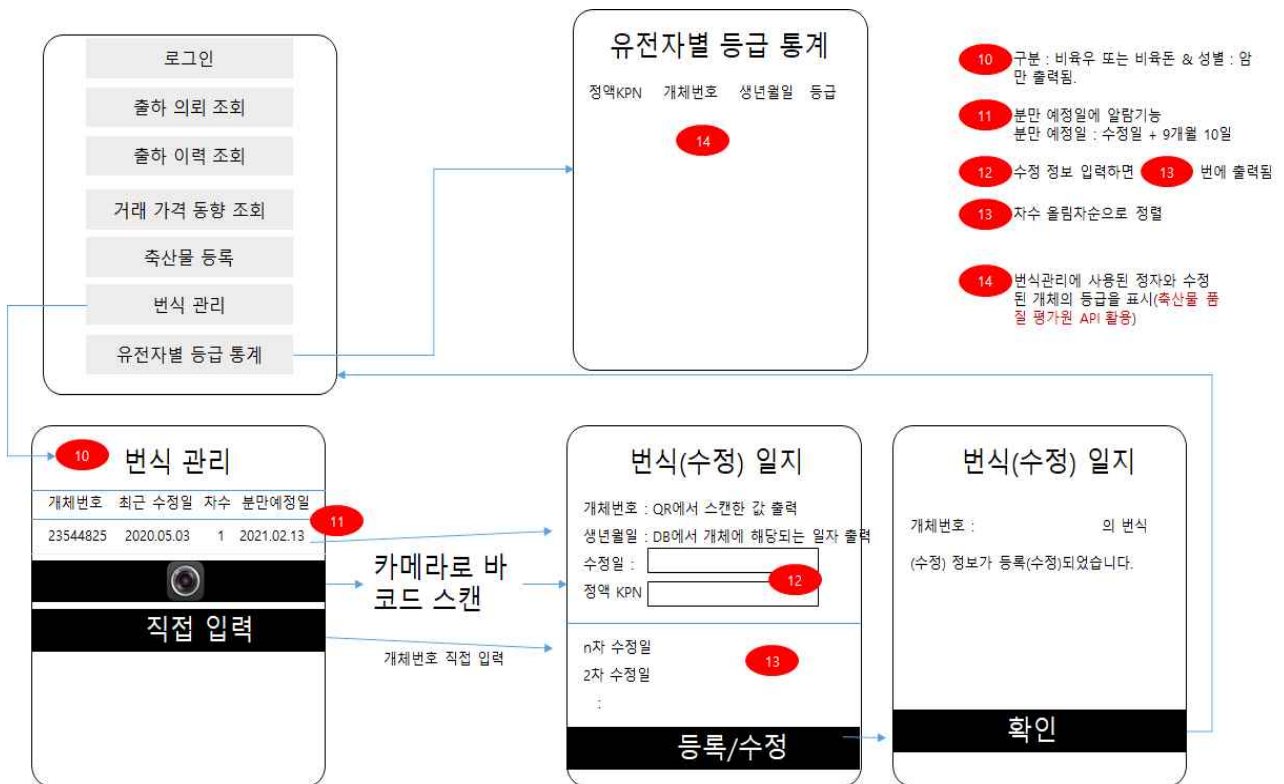 로그인
출하 의뢰 조회
출하 이력 조회
거래 가격 동향 조회
축산물 등록
번식 관리
유전자별 등급 통계
유전자별 등급 통계
정액KPN 개체번호 생년월일 등급
14
10 구분 : 비육우 또는 비육돈 & 성별 : 암
만 출력됨.
11 분만 예정일에 알람기능
분만 예정일 : 수정일 + 9개월 10일
12 수정 정보 입력하면 13 번에 출력됨
13 차수 올림차순으로 정렬
14 번식관리에 사용된 정자와 수정
된 개체의 등급을 표시(축산물 품
질 평가원 API 활용)
10 번식 관리
개체번호 최근 수정일 차수 분만예정일
11
23544825 2020.05.03 1 2021.02.13
직접 입력
카메라로 바
코드 스캔
개체번호 직접 입력
번식(수정) 일지
개체번호 : QR에서 스캔한 값 출력
생년월일 : DB에서 개체에 해당되는 일자 출력
수정일 :
12
정액 KPN
n차 수정일
13
2차 수정일
:
등록/수정
번식(수정) 일지
개체번호 : 의 번식
(수정) 정보가 등록(수정)되었습니다.
확인